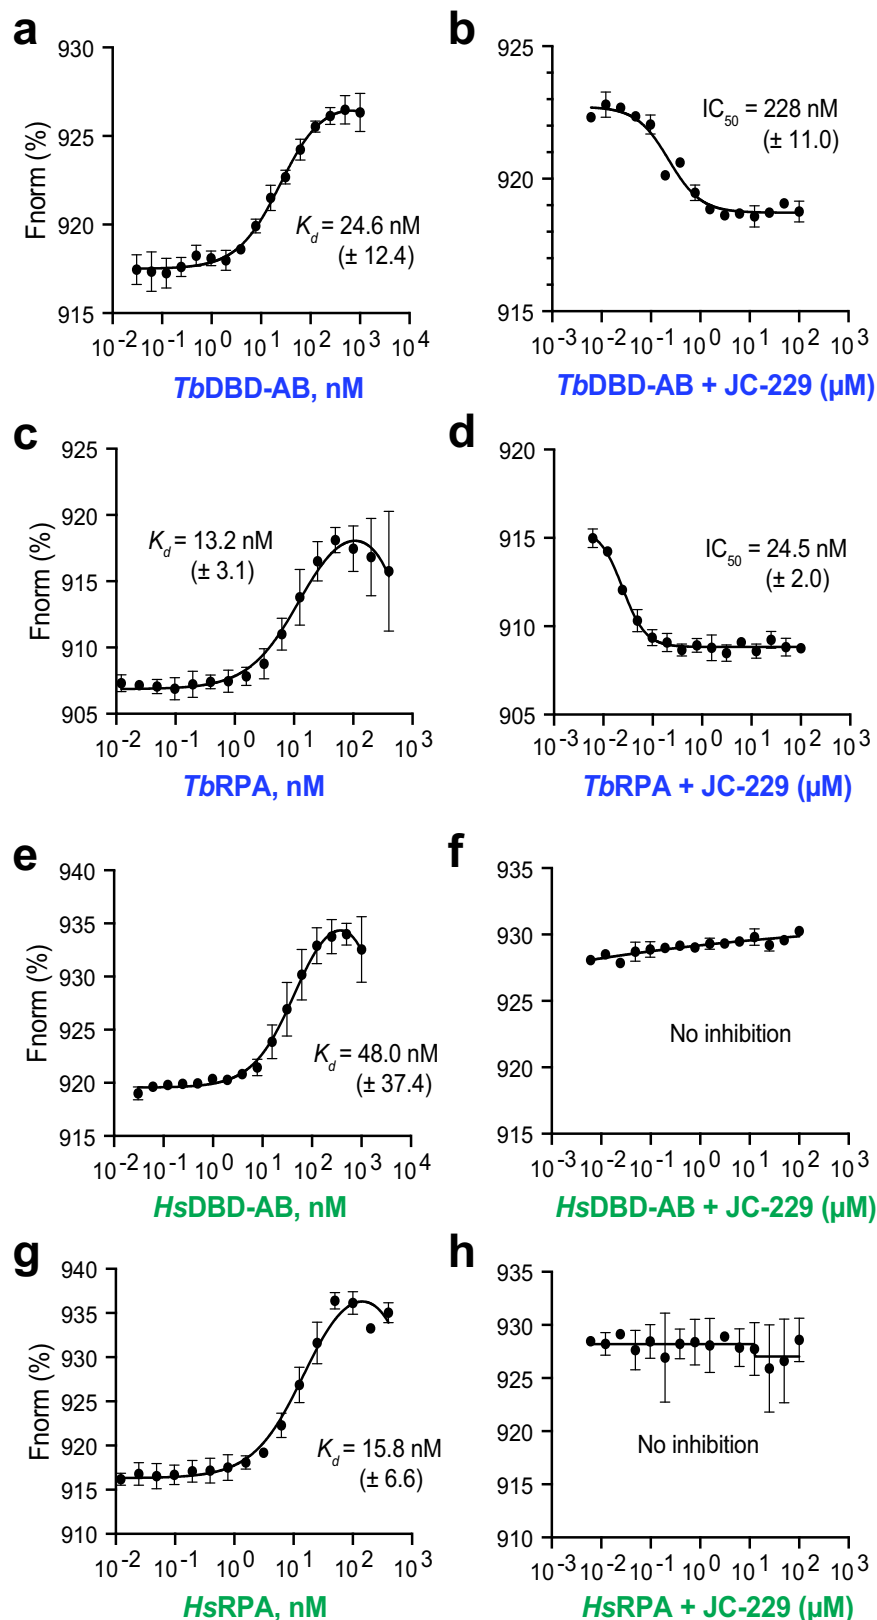 a
930
925
920
915
Fnorm (%)
K_d = 24.6 nM
(± 12.4)
10⁻² 10⁻¹ 10⁰ 10¹ 10² 10³ 10⁴
TbDBD-AB, nM
b
925
920
915
IC₅₀ = 228 nM
(± 11.0)
10⁻³ 10⁻² 10⁻¹ 10⁰ 10¹ 10² 10³
TbDBD-AB + JC-229 (µM)
c
925
920
915
910
905
Fnorm (%)
K_d = 13.2 nM
(± 3.1)
10⁻² 10⁻¹ 10⁰ 10¹ 10² 10³
TbRPA, nM
d
920
915
910
905
IC₅₀ = 24.5 nM
(± 2.0)
10⁻³ 10⁻² 10⁻¹ 10⁰ 10¹ 10² 10³
TbRPA + JC-229 (µM)
e
940
935
930
925
920
915
Fnorm (%)
K_d = 48.0 nM
(± 37.4)
10⁻² 10⁻¹ 10⁰ 10¹ 10² 10³ 10⁴
HsDBD-AB, nM
f
935
930
925
920
915
No inhibition
10⁻³ 10⁻² 10⁻¹ 10⁰ 10¹ 10² 10³
HsDBD-AB + JC-229 (µM)
g
940
935
930
925
920
915
910
Fnorm (%)
K_d = 15.8 nM
(± 6.6)
10⁻² 10⁻¹ 10⁰ 10¹ 10² 10³
HsRPA, nM
h
935
930
925
920
915
910
No inhibition
10⁻³ 10⁻² 10⁻¹ 10⁰ 10¹ 10² 10³
HsRPA + JC-229 (µM)